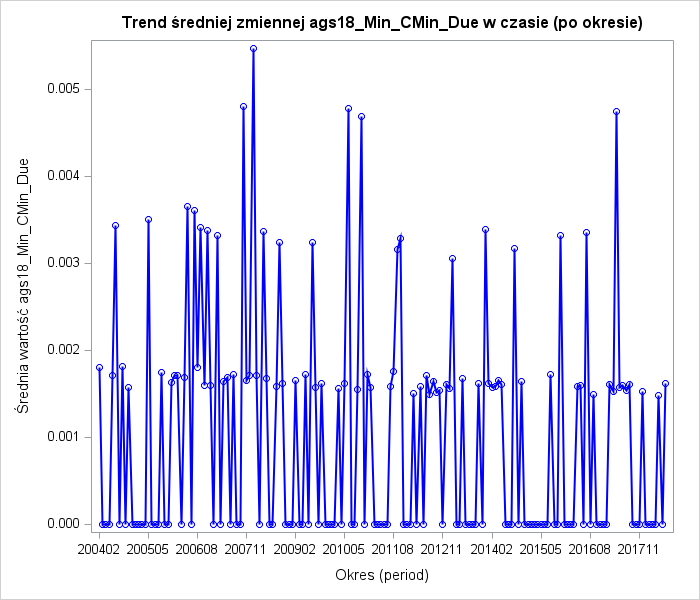 Trend średniej zmiennej ags18_Min_CMin_Due w czasie (po okresie)
Średnia wartość ags18_Min_CMin_Due
0.005
0.004
0.003
0.002
0.001
0.000
200402 200505 200608 200711 200902 201005 201108 201211 201402 201505 201608 201711
Okres (period)